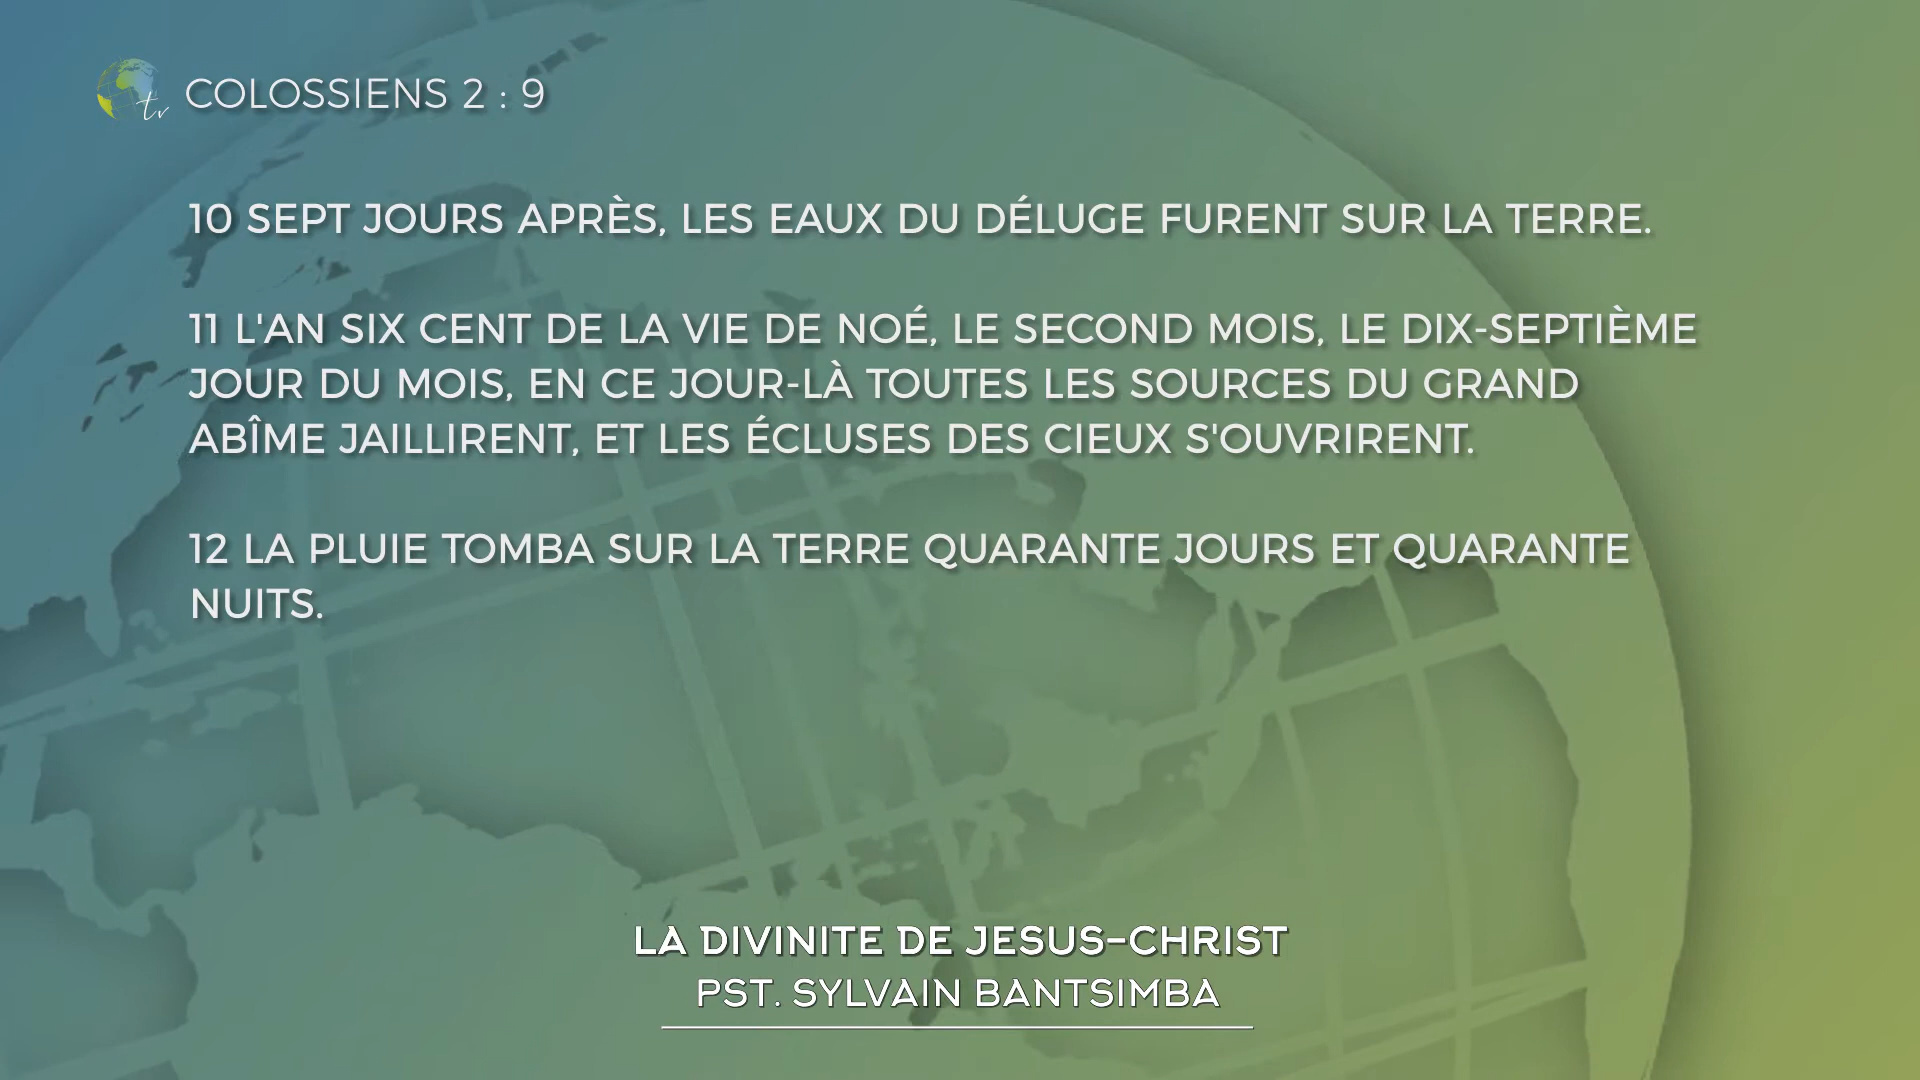 tv
COLOSSIENS 2 : 9
10 SEPT JOURS APRÈS, LES EAUX DU DÉLUGE FURENT SUR LA TERRE.
11 L'AN SIX CENT DE LA VIE DE NOÉ, LE SECOND MOIS, LE DIX-SEPTIÈME
JOUR DU MOIS, EN CE JOUR-LÀ TOUTES LES SOURCES DU GRAND
ABÎME JAILLIRENT, ET LES ÉCLUSES DES CIEUX S'OUVRIRENT.
12 LA PLUIE TOMBA SUR LA TERRE QUARANTE JOURS ET QUARANTE
NUITS.
LA DIVINITE DE JESUS-CHRIST
PST. SYLVAIN BANTSIMBA